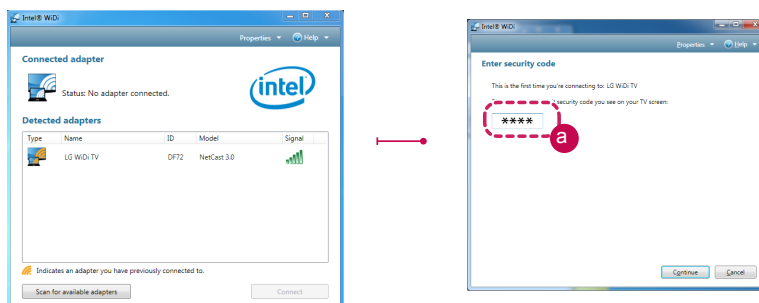 Intel® WiDi
Properties Help
Connected adapter
Status: No adapter connected.
intel
Detected adapters
Type Name ID Model Signal
LG WiDi TV DF72 NetCast 3.0
Indicates an adapter you have previously connected to.
Scan for available adapters Connect
Intel® WiDi
Properties Help
Enter security code
This is the first time you're connecting to: LG WiDi TV
security code you see on your TV screen:
****
a
Continue Cancel